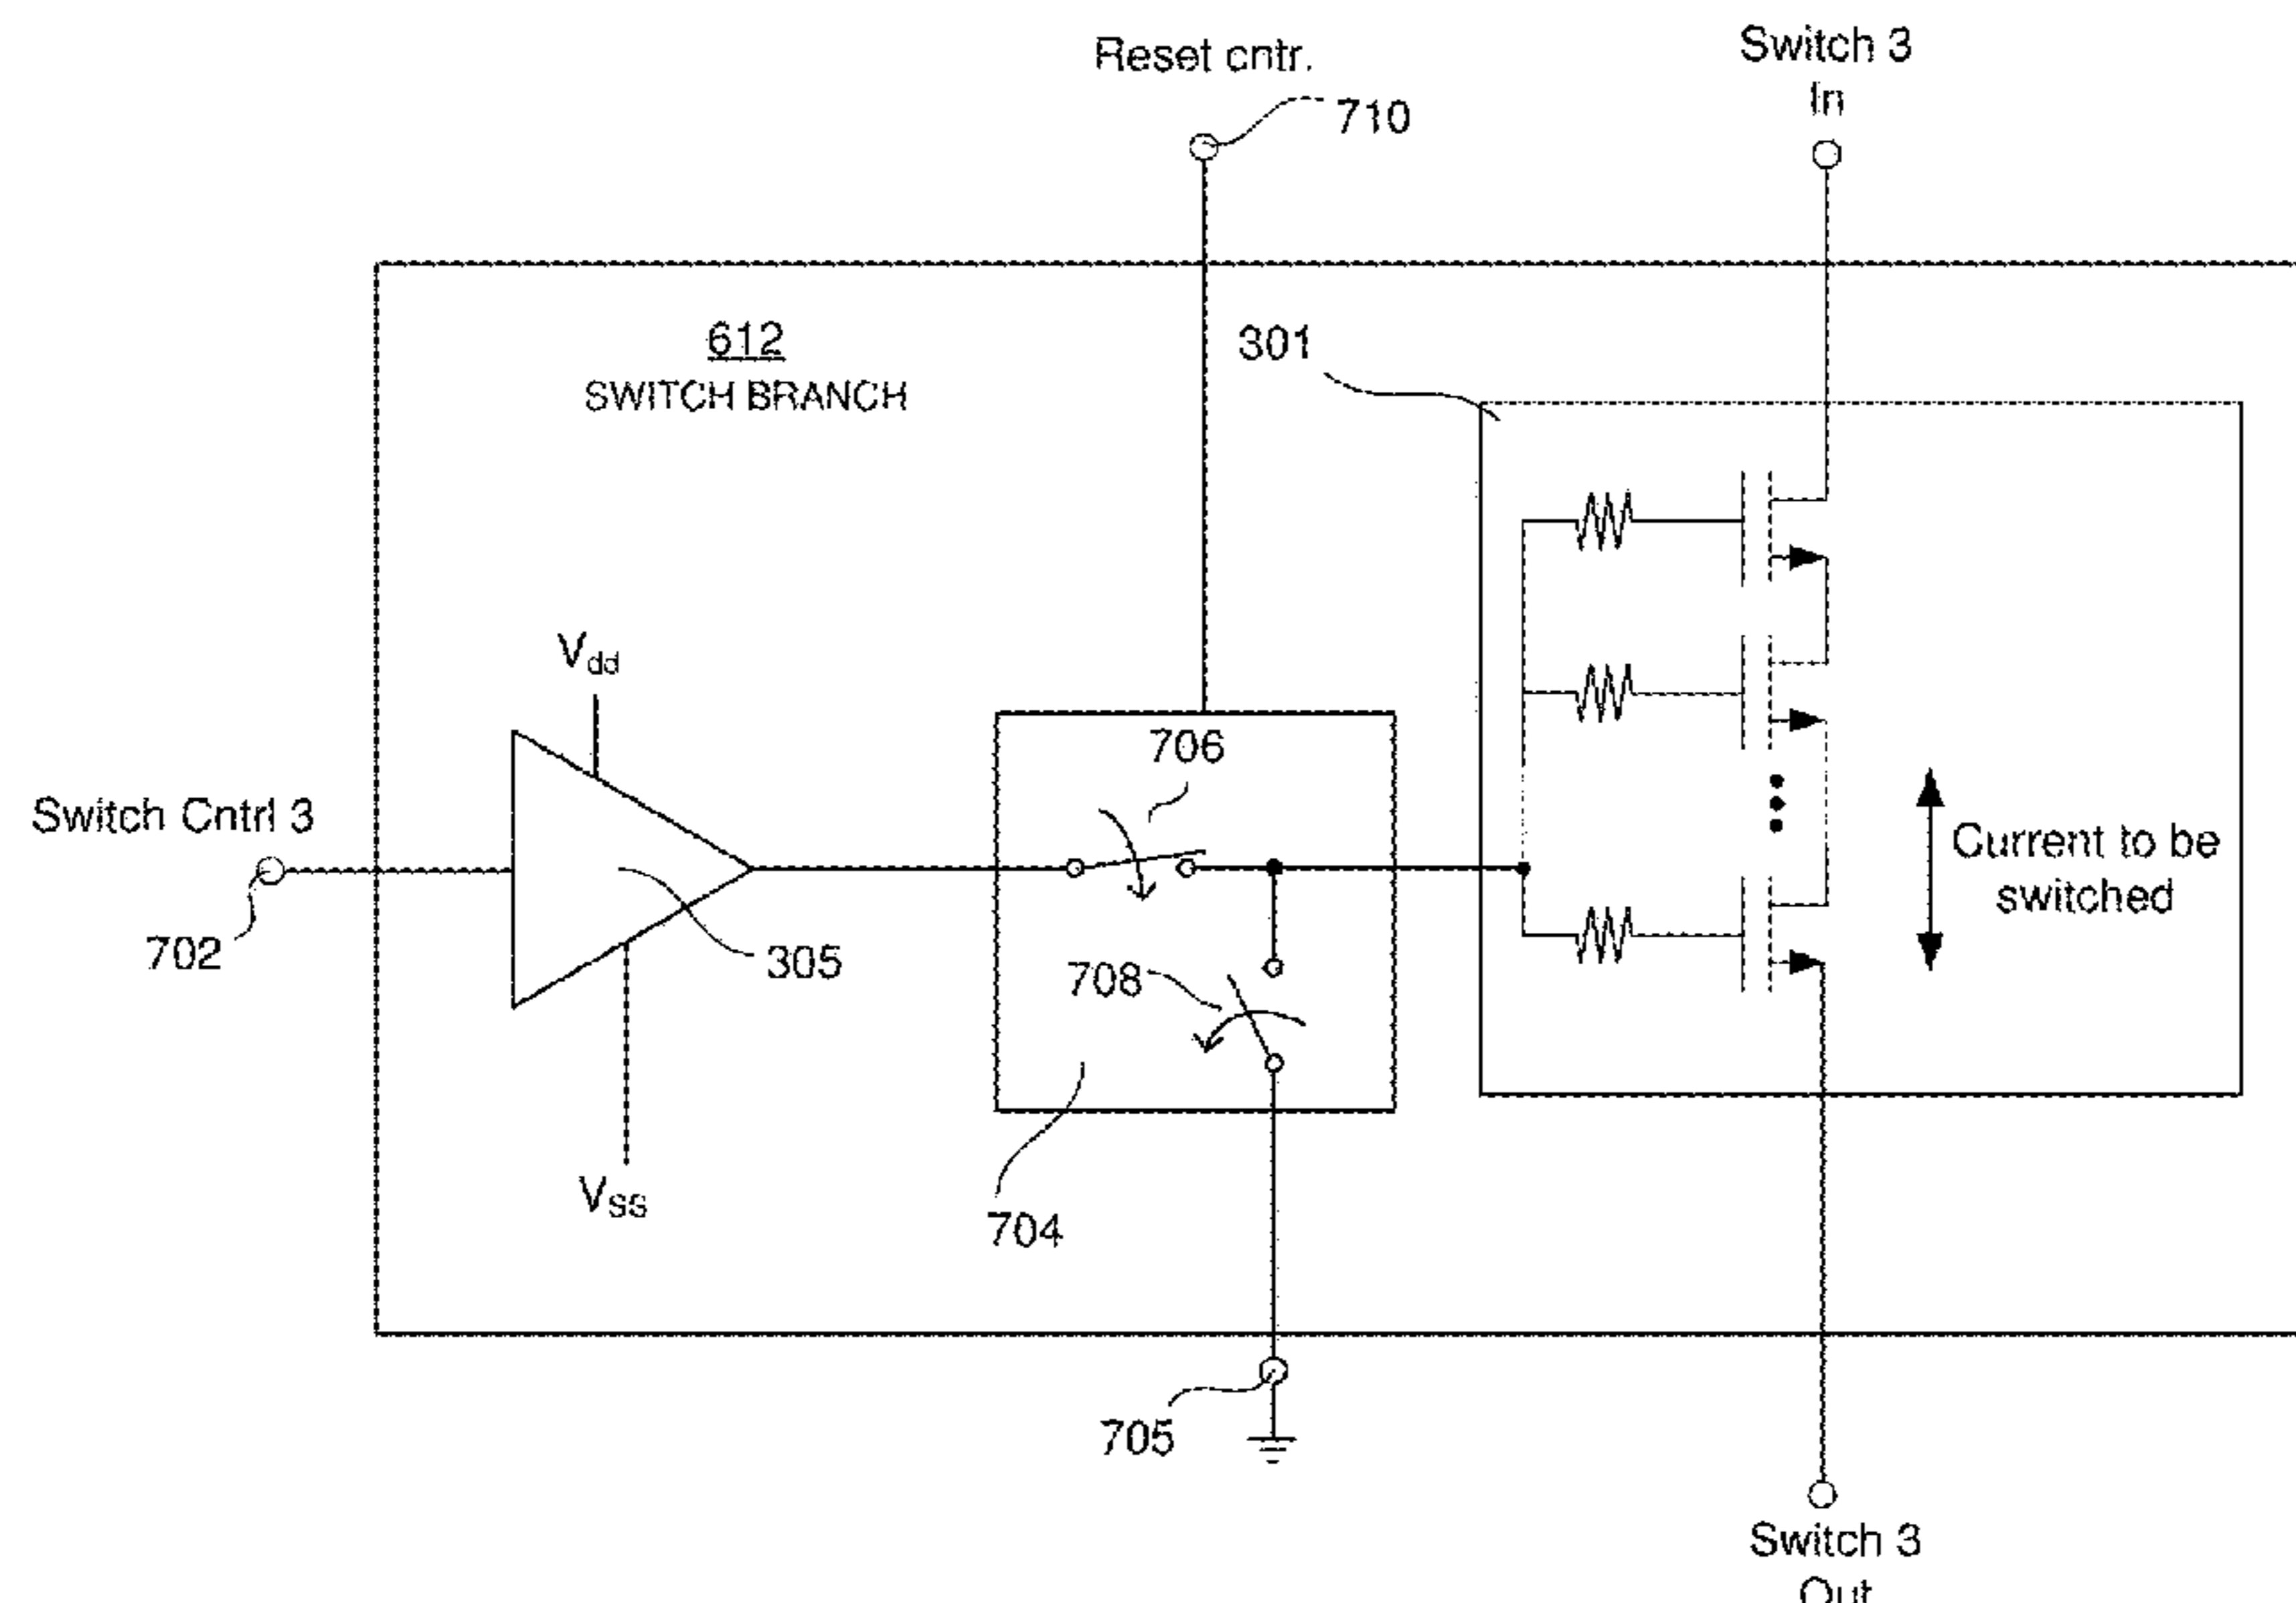 Reset cntr.
710
Switch 3
In
612
SWITCH BRANCH
301
Vdd
706
Switch Cntrl 3
702
305
708
Current to be
switched
Vss
704
705
Switch 3
Out